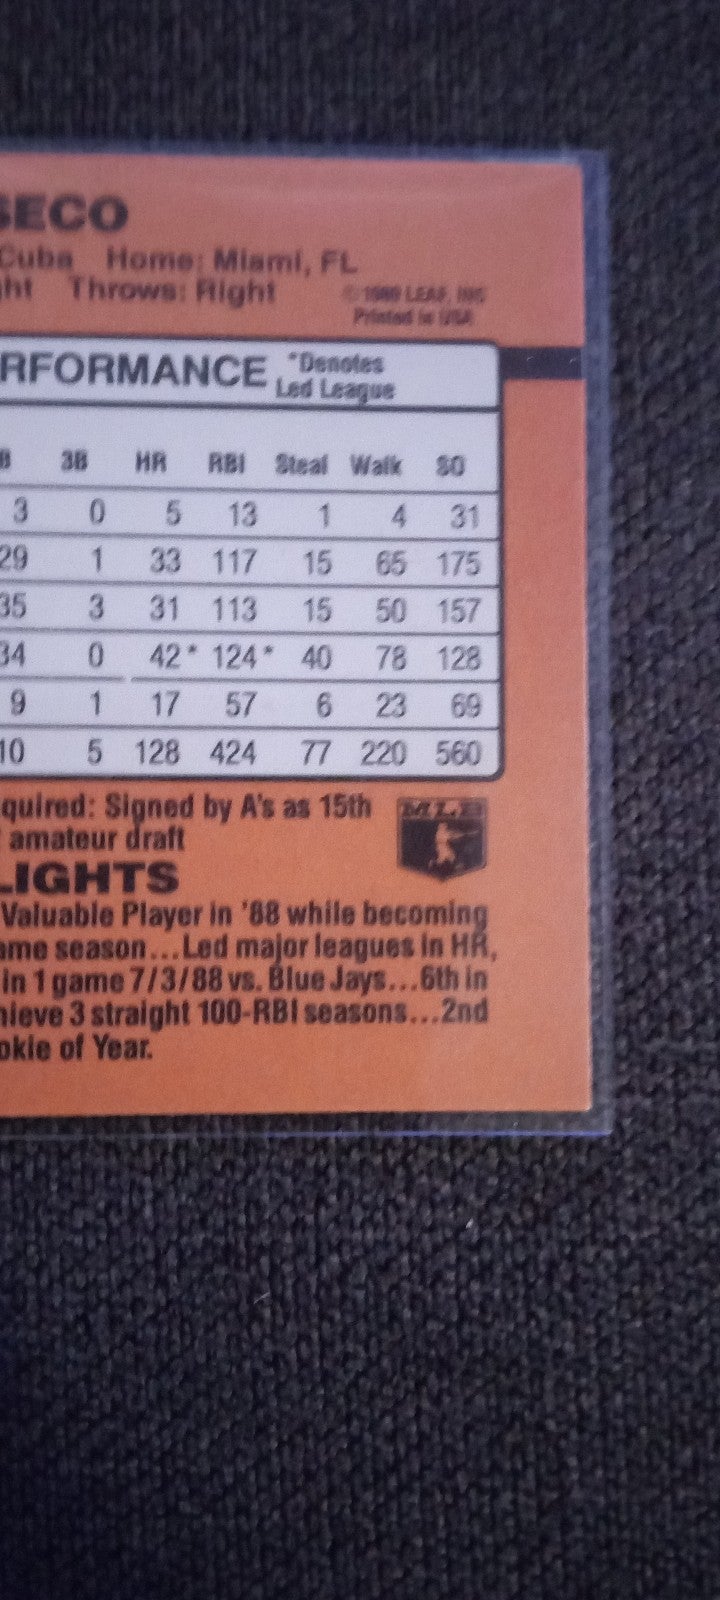 SECO
Cuba Home: Miami, FL
ght Throws: Right
© 1989 LEAF, INC
Printed in USA
RFORMANCE *Denotes
Led League
B 3B HR RBI Steal Walk SO
3 0 5 13 1 4 31
29 1 33 117 15 65 175
35 3 31 113 15 50 157
34 0 42* 124* 40 78 128
9 1 17 57 6 23 69
10 5 128 424 77 220 560
quired: Signed by A's as 15th
amateur draft
MLB
LIGHTS
Valuable Player in '88 while becoming
ame season...Led major leagues in HR,
in 1 game 7/3/88 vs. Blue Jays...6th in
hieve 3 straight 100-RBI seasons...2nd
okie of Year.